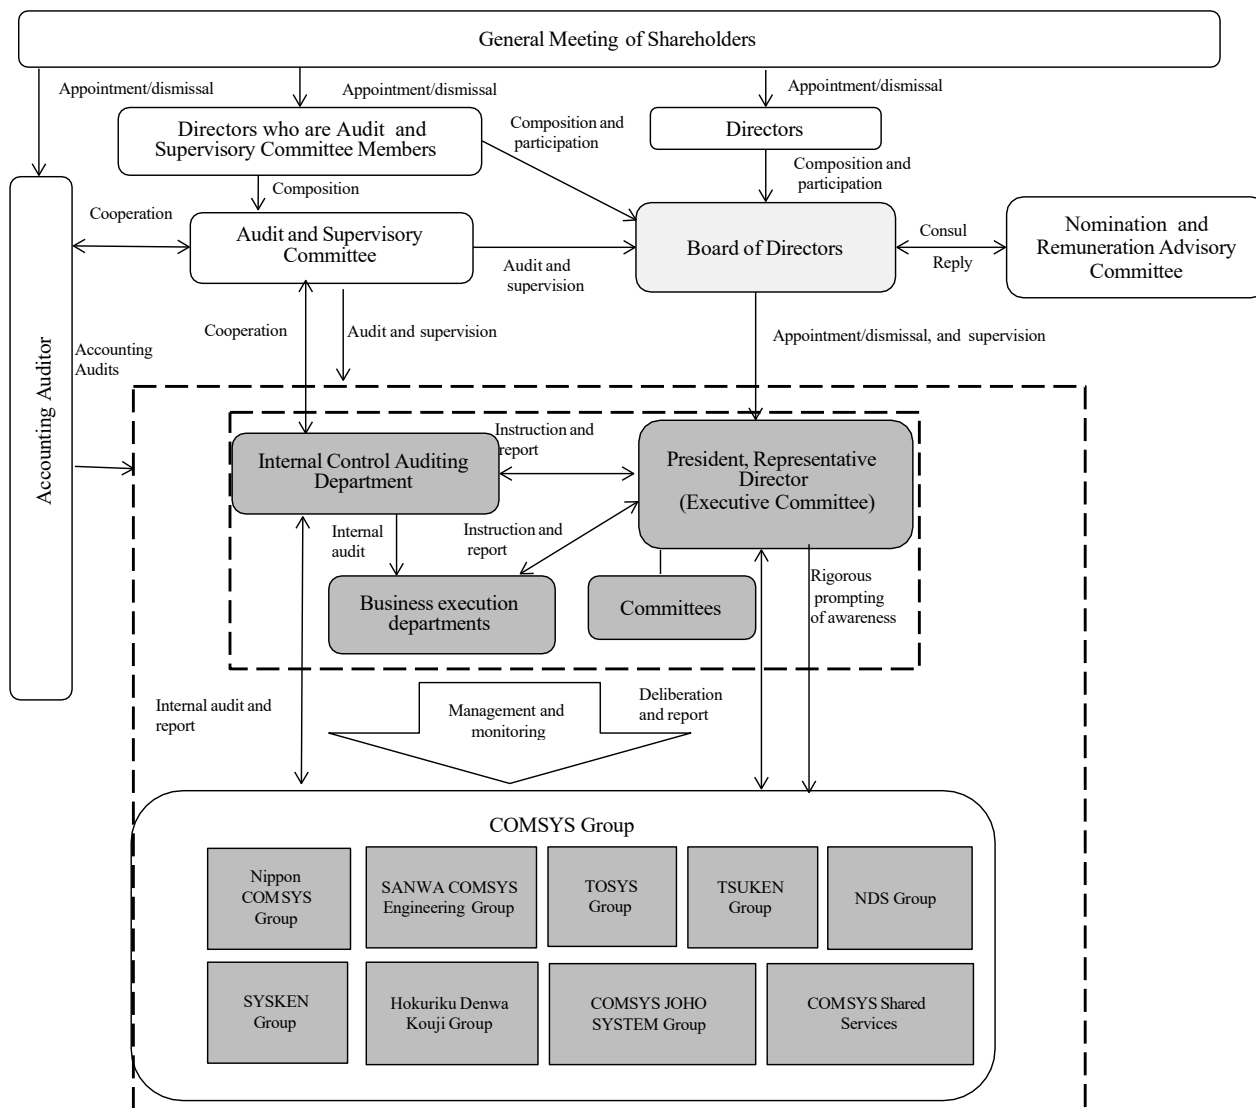 General Meeting of Shareholders
Appointment/dismissal
Appointment/dismissal
Appointment/dismissal
Directors who are Audit and
Supervisory Committee Members
Composition and
participation
Directors
Composition
Composition and
participation
Cooperation
Audit and Supervisory
Committee
Audit and
supervision
Board of Directors
Consul
Reply
Nomination and
Remuneration Advisory
Committee
Accounting Auditor
Accounting
Audits
Cooperation
Audit and supervision
Appointment/dismissal, and supervision
Internal Control Auditing
Department
Instruction and
report
President, Representative
Director
(Executive Committee)
Internal
audit
Instruction and
report
Business execution
departments
Committees
Rigorous
prompting
of awareness
Internal audit and
report
Management and
monitoring
Deliberation
and report
COMSYS Group
Nippon
COMSYS
Group
SANWA COMSYS
Engineering Group
TOSYS
Group
TSUKEN
Group
NDS Group
SYSKEN
Group
Hokuriku Denwa
Kouji Group
COMSYS JOHO
SYSTEM Group
COMSYS Shared
Services